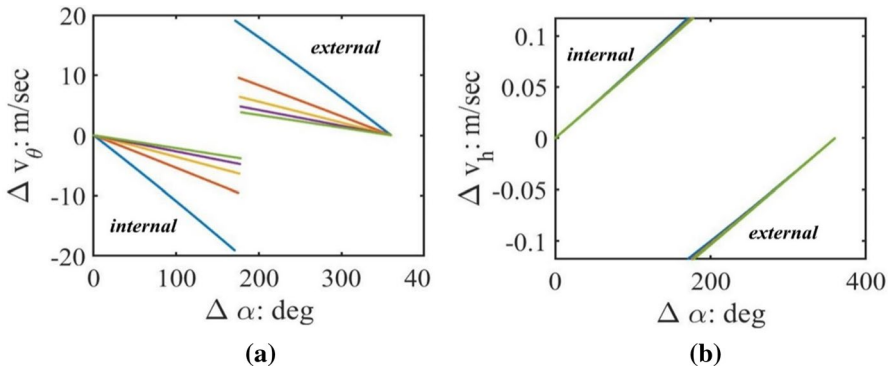 20
10
0
-10
-20
0 100 200 300 40
Δ v_θ: m/sec
Δ α: deg
external
internal
(a)
0.1
0.05
0
-0.05
-0.1
0 200 400
Δ v_h: m/sec
Δ α: deg
internal
external
(b)